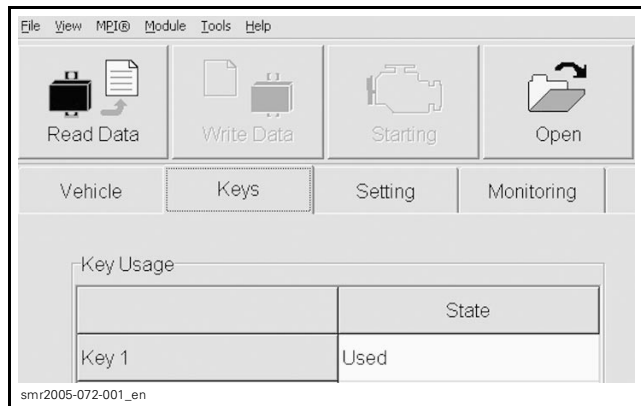 File View MPI® Module Tools Help
Read Data Write Data Starting Open
Vehicle Keys Setting Monitoring
Key Usage
State
Key 1 Used
smr2005-072-001_en